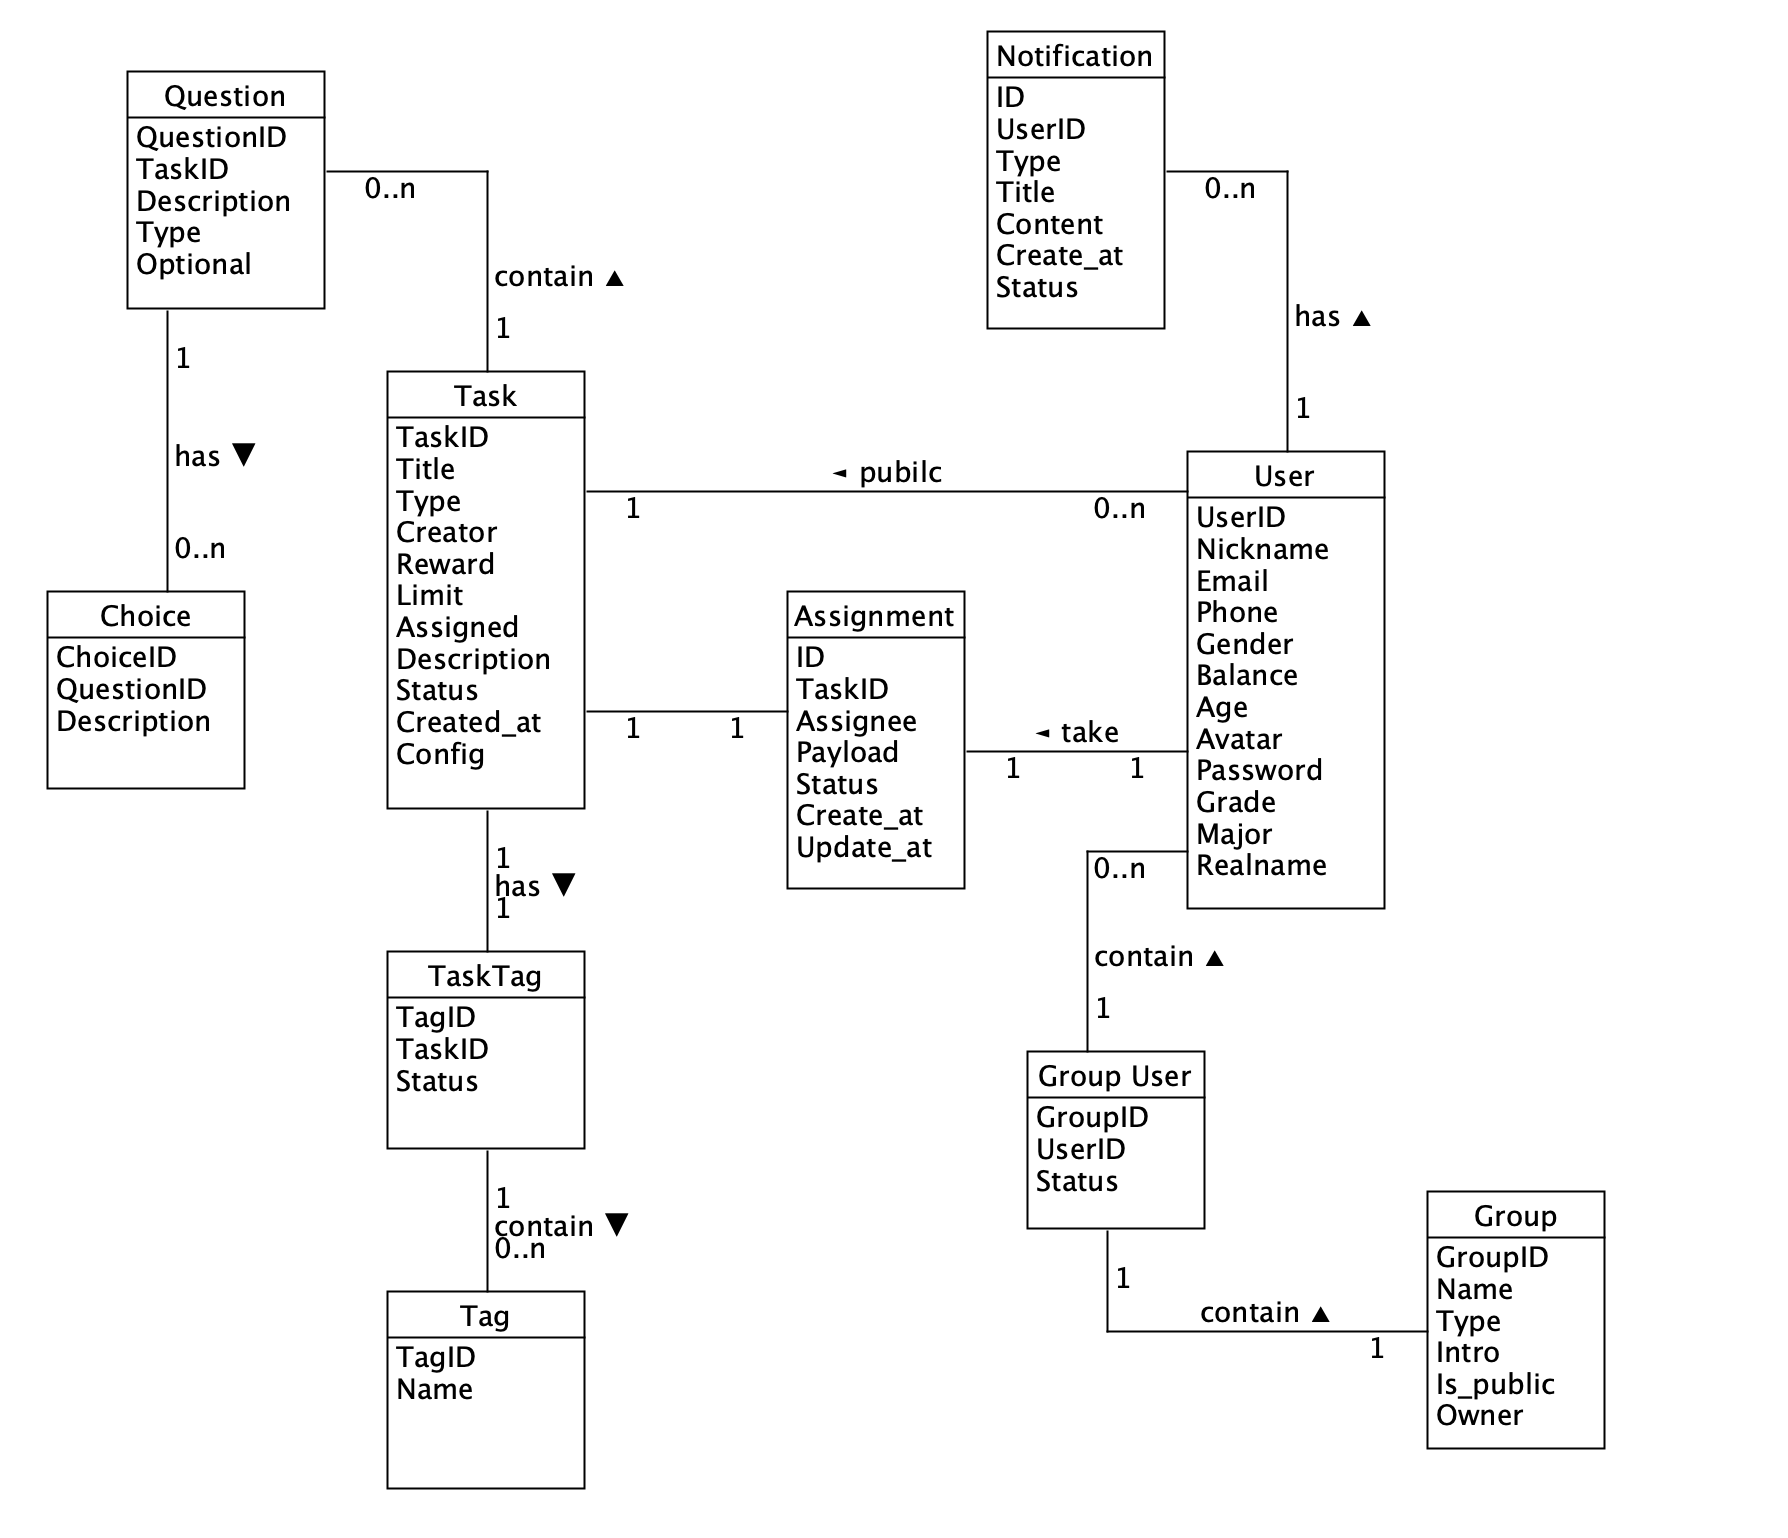 Question
QuestionID
TaskID
Description
Type
Optional
0..n
contain ▲
1
1
has ▼
0..n
Choice
ChoiceID
QuestionID
Description
Task
TaskID
Title
Type
Creator
Reward
Limit
Assigned
Description
Status
Created_at
Config
Notification
ID
UserID
Type
Title
Content
Create_at
Status
0..n
has ▲
1
◄ pubilc
1
0..n
User
UserID
Nickname
Email
Phone
Gender
Balance
Age
Avatar
Password
Grade
Major
Realname
Assignment
ID
TaskID
Assignee
Payload
Status
Create_at
Update_at
1
1
◄ take
1
1
1
has ▼
1
TaskTag
TagID
TaskID
Status
1
contain ▼
0..n
Tag
TagID
Name
0..n
contain ▲
1
Group User
GroupID
UserID
Status
1
contain ▲
1
Group
GroupID
Name
Type
Intro
Is_public
Owner